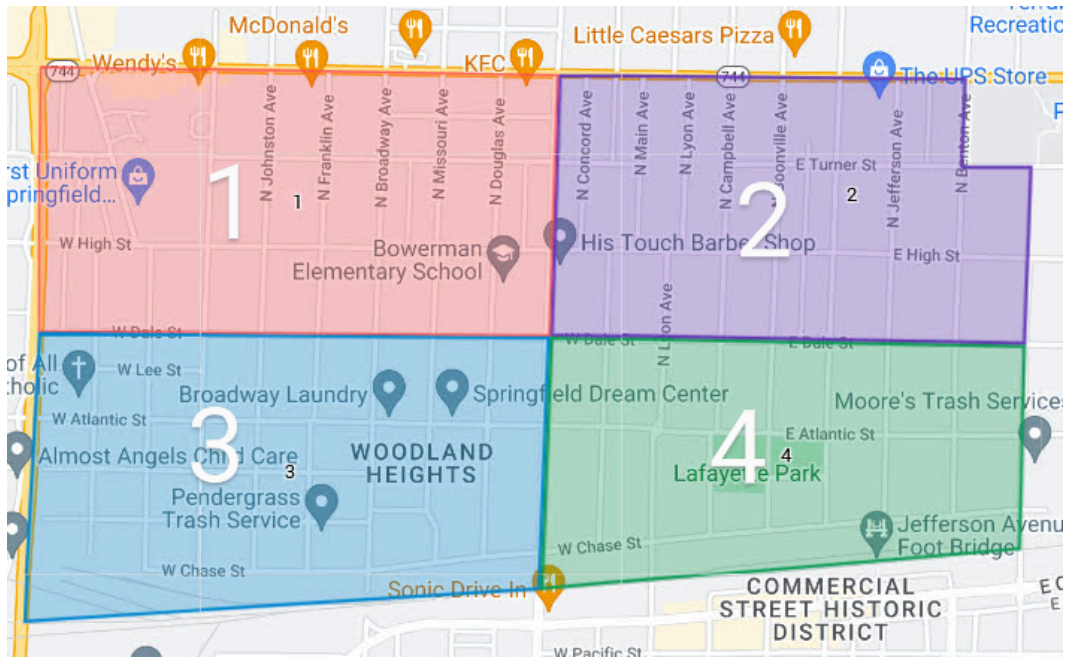 Recreatio
McDonald's
Little Caesars Pizza
Wendy's
KFC
744
744
The UPS Store
N Johnston Ave
N Franklin Ave
N Broadway Ave
N Missouri Ave
N Douglas Ave
N Concord Ave
N Main Ave
N Lyon Ave
N Campbell Ave
Boonville Ave
N Jefferson Ave
N Benton Ave
E Turner St
rst Uniform
pringfield...
1
1
2
2
W High St
Bowerman
Elementary School
His Touch Barber Shop
E High St
N Lyon Ave
W Dale St
W Dale St
E Dale St
of All
tholic
W Lee St
Broadway Laundry
Springfield Dream Center
Moore's Trash Services
W Atlantic St
E Atlantic St
3
3
4
4
Almost Angels Child Care
WOODLAND
HEIGHTS
Lafayette Park
Pendergrass
Trash Service
W Chase St
W Chase St
Jefferson Avenu
Foot Bridge
Sonic Drive In
COMMERCIAL
STREET HISTORIC
DISTRICT
E C
E
W Pacific St